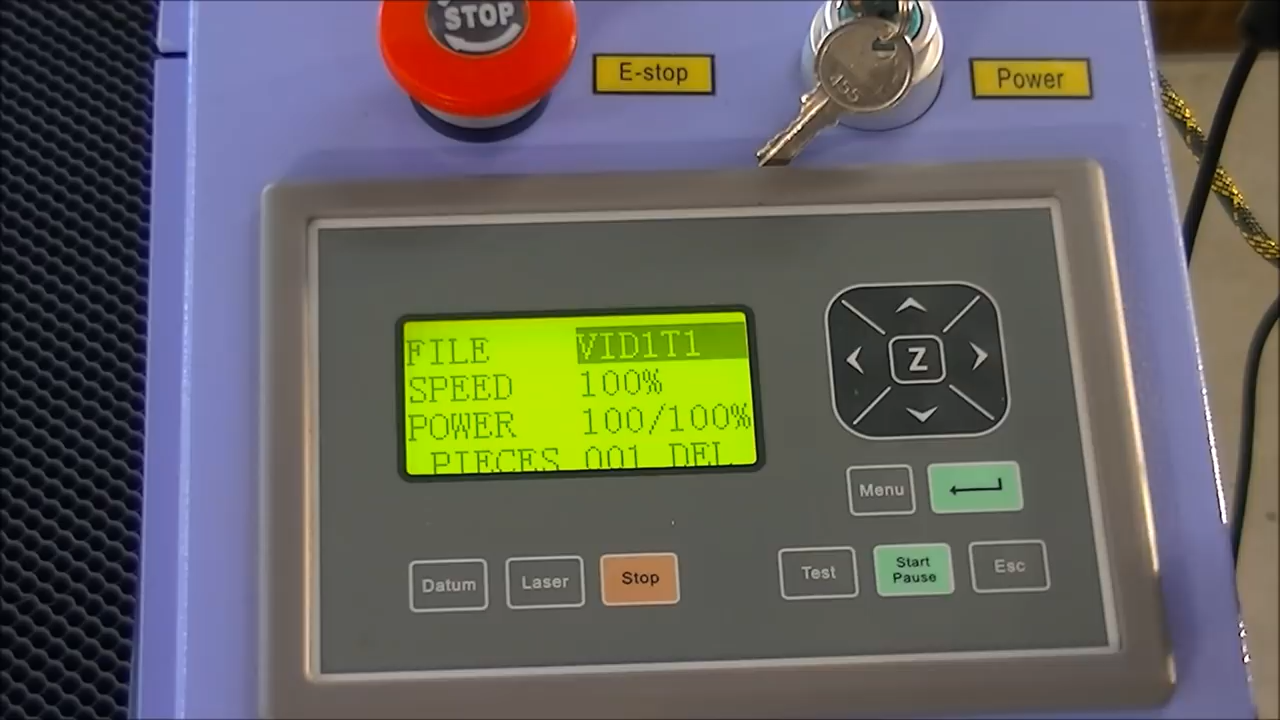 STOP
E-stop
Power
155
FILE VID1T1
SPEED 100%
POWER 100/100%
PIECES 001 DEL
Z
Menu
Datum
Laser
Stop
Test
Start
Pause
Esc